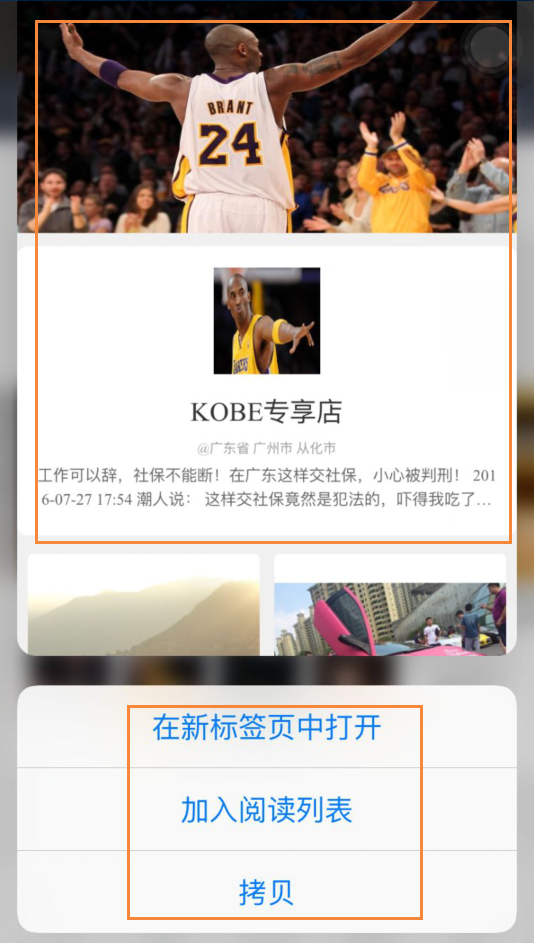 BRANT
24
KOBE专享店
@广东省 广州市 从化市
工作可以辞，社保不能断！在广东这样交社保，小心被判刑！ 201
6-07-27 17:54 潮人说： 这样交社保竟然是犯法的，吓得我吃了…
在新标签页中打开
加入阅读列表
拷贝